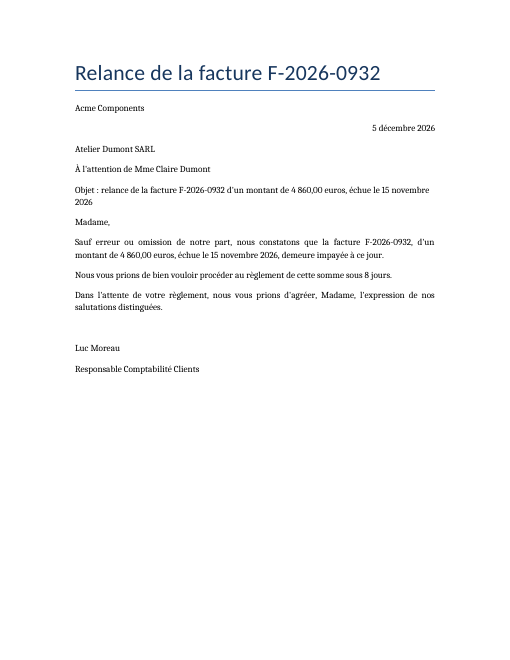 Relance de la facture F-2026-0932
Acme Components
5 décembre 2026
Atelier Dumont SARL
À l'attention de Mme Claire Dumont
Objet : relance de la facture F-2026-0932 d'un montant de 4 860,00 euros, échue le 15 novembre
2026
Madame,
Sauf erreur ou omission de notre part, nous constatons que la facture F-2026-0932, d'un
montant de 4 860,00 euros, échue le 15 novembre 2026, demeure impayée à ce jour.
Nous vous prions de bien vouloir procéder au règlement de cette somme sous 8 jours.
Dans l'attente de votre règlement, nous vous prions d'agréer, Madame, l'expression de nos
salutations distinguées.
Luc Moreau
Responsable Comptabilité Clients